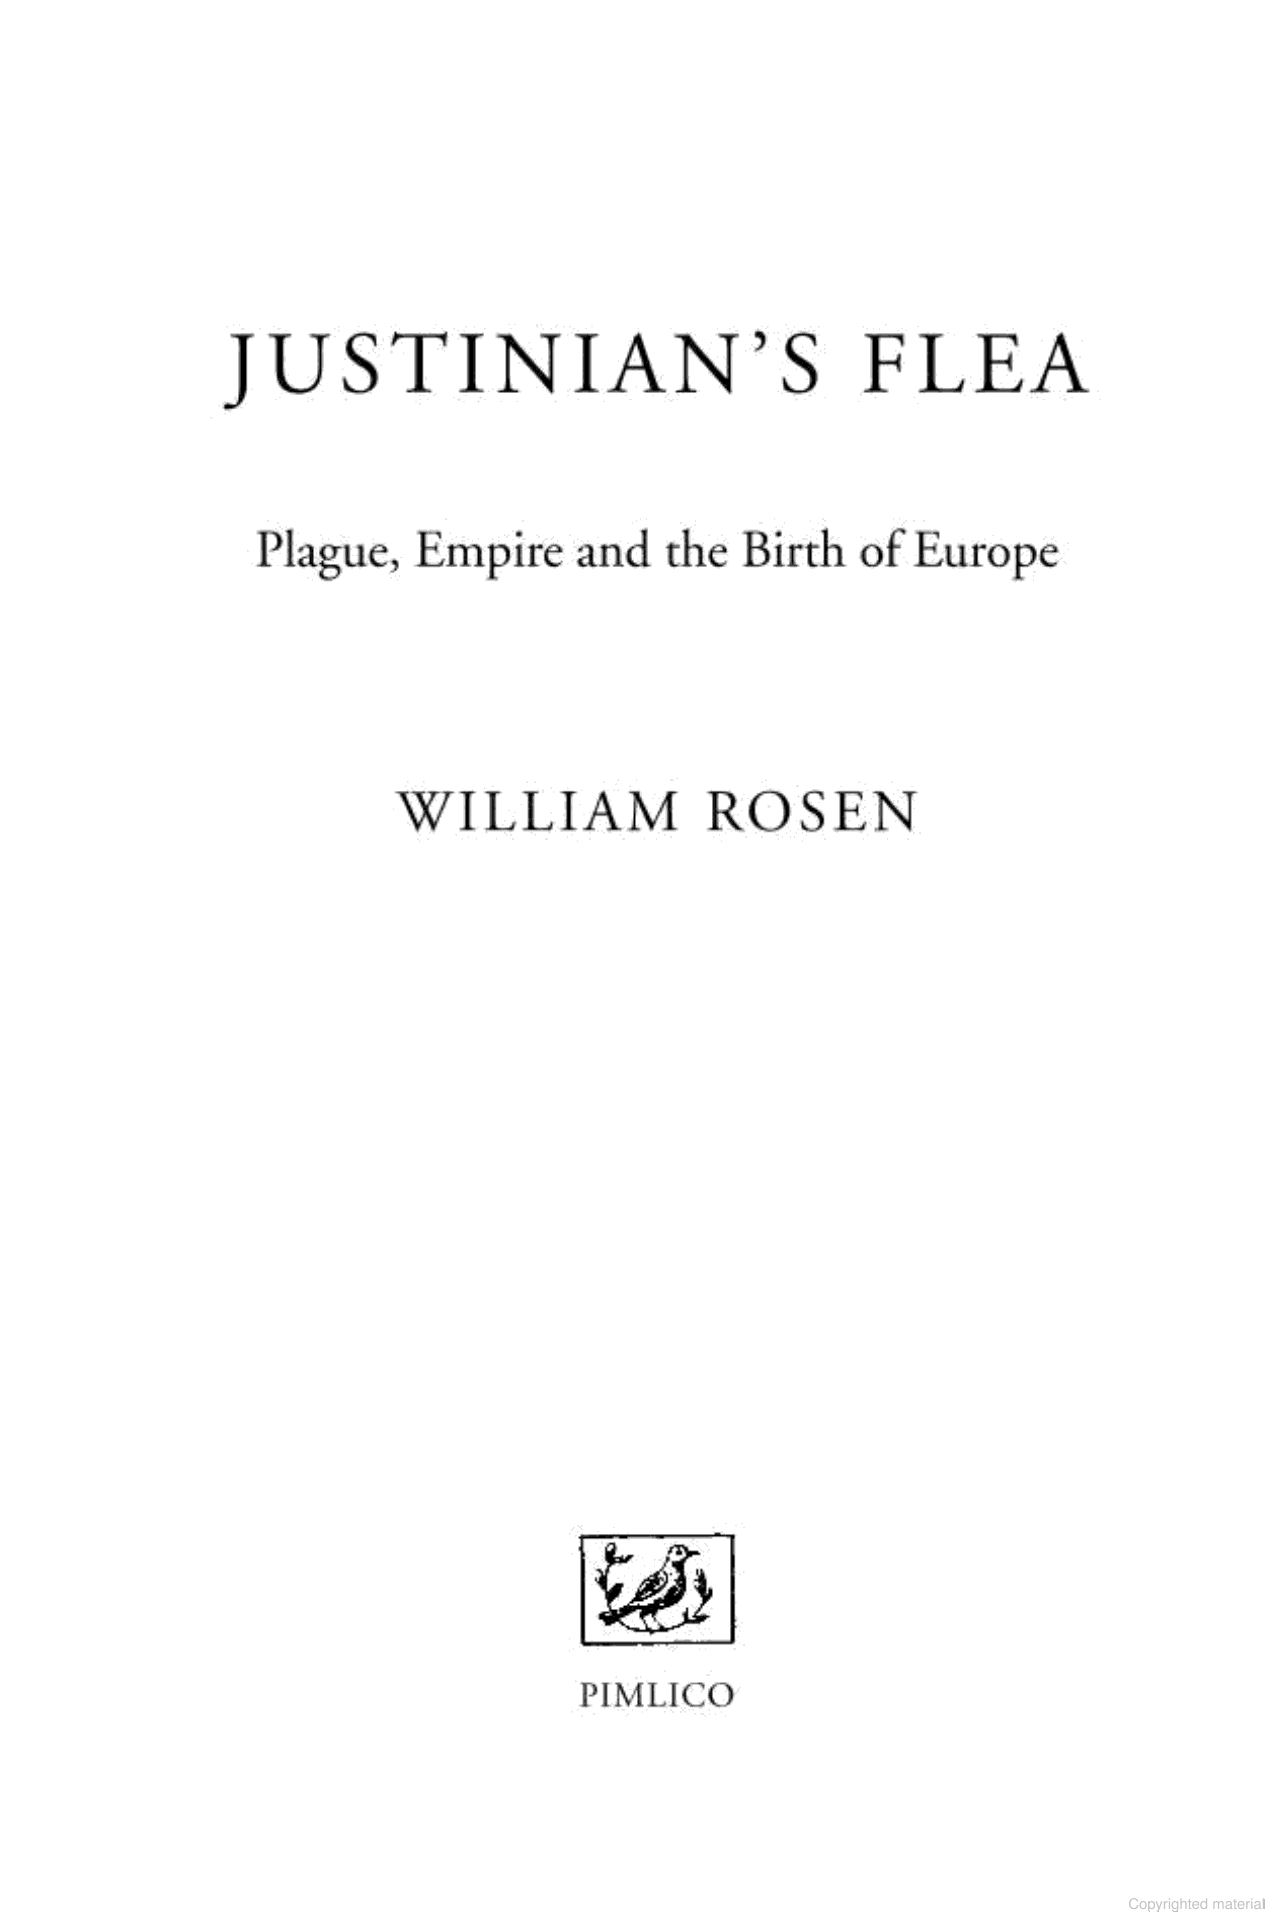 JUSTINIAN’S FLEA
Plague, Empire and the Birth of Europe
WILLIAM ROSEN
PIMLICO
Copyrighted material